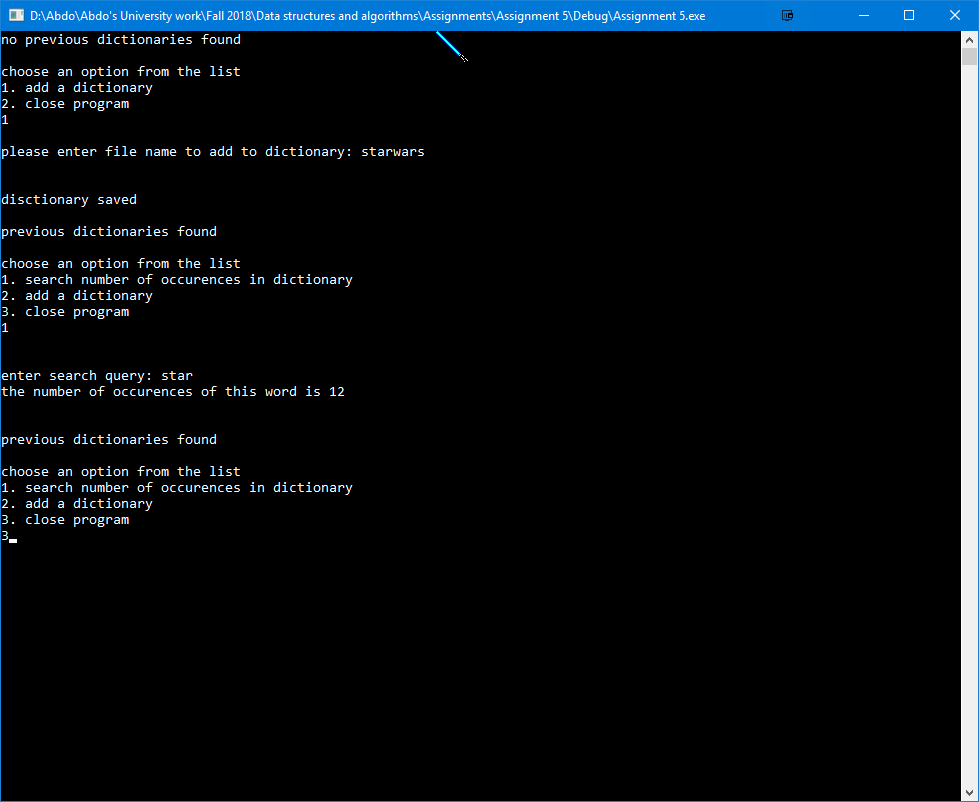 D:\Abdo\Abdo's University work\Fall 2018\Data structures and algorithms\Assignments\Assignment 5\Debug\Assignment 5.exe
no previous dictionaries found
choose an option from the list
1. add a dictionary
2. close program
1
please enter file name to add to dictionary: starwars
disctionary saved
previous dictionaries found
choose an option from the list
1. search number of occurences in dictionary
2. add a dictionary
3. close program
1
enter search query: star
the number of occurences of this word is 12
previous dictionaries found
choose an option from the list
1. search number of occurences in dictionary
2. add a dictionary
3. close program
3